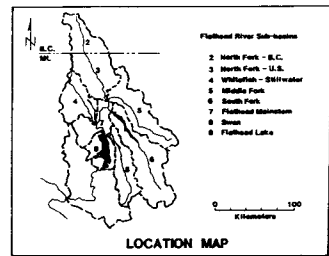 N
B.C.
Mt.
2
3
4
5
7
6
8
Flathead River Sub-basins
2 North Fork - B.C.
3 North Fork - U.S.
4 Whitefish - Stillwater
5 Middle Fork
6 South Fork
7 Flathead Mainstem
8 Swan
9 Flathead Lake
0 100
Kilometers
LOCATION MAP